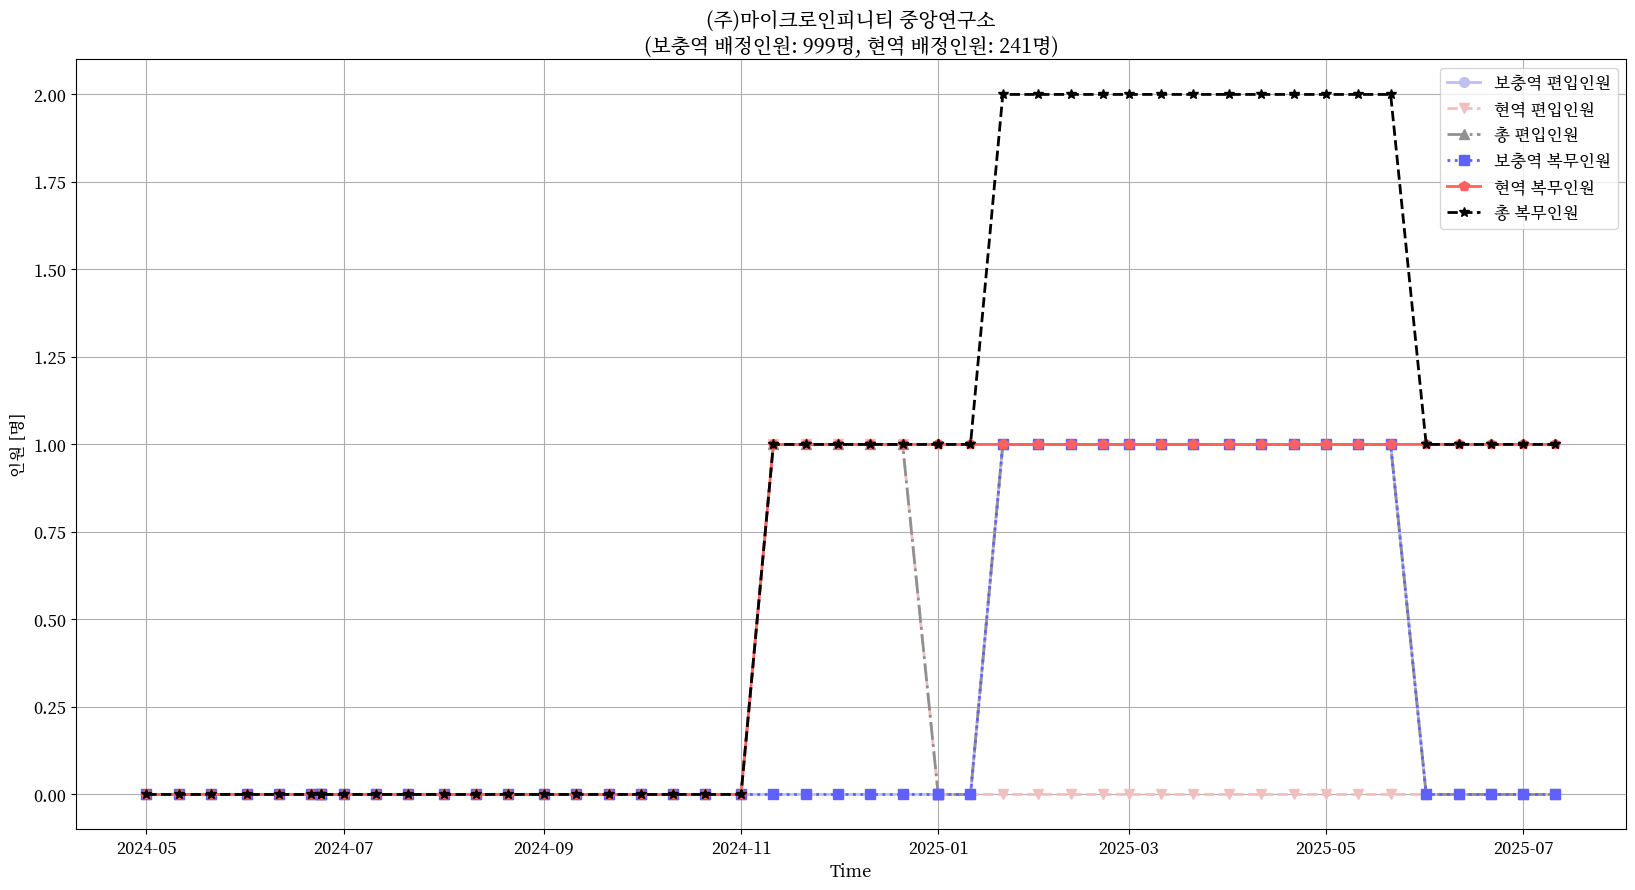 (주)마이크로인피니티 중앙연구소
(보충역 배정인원: 999명, 현역 배정인원: 241명)
보충역 편입인원
현역 편입인원
총 편입인원
보충역 복무인원
현역 복무인원
총 복무인원
2.00
1.75
1.50
1.25
1.00
0.75
0.50
0.25
0.00
인원 [명]
2024-05
2024-07
2024-09
2024-11
2025-01
2025-03
2025-05
2025-07
Time